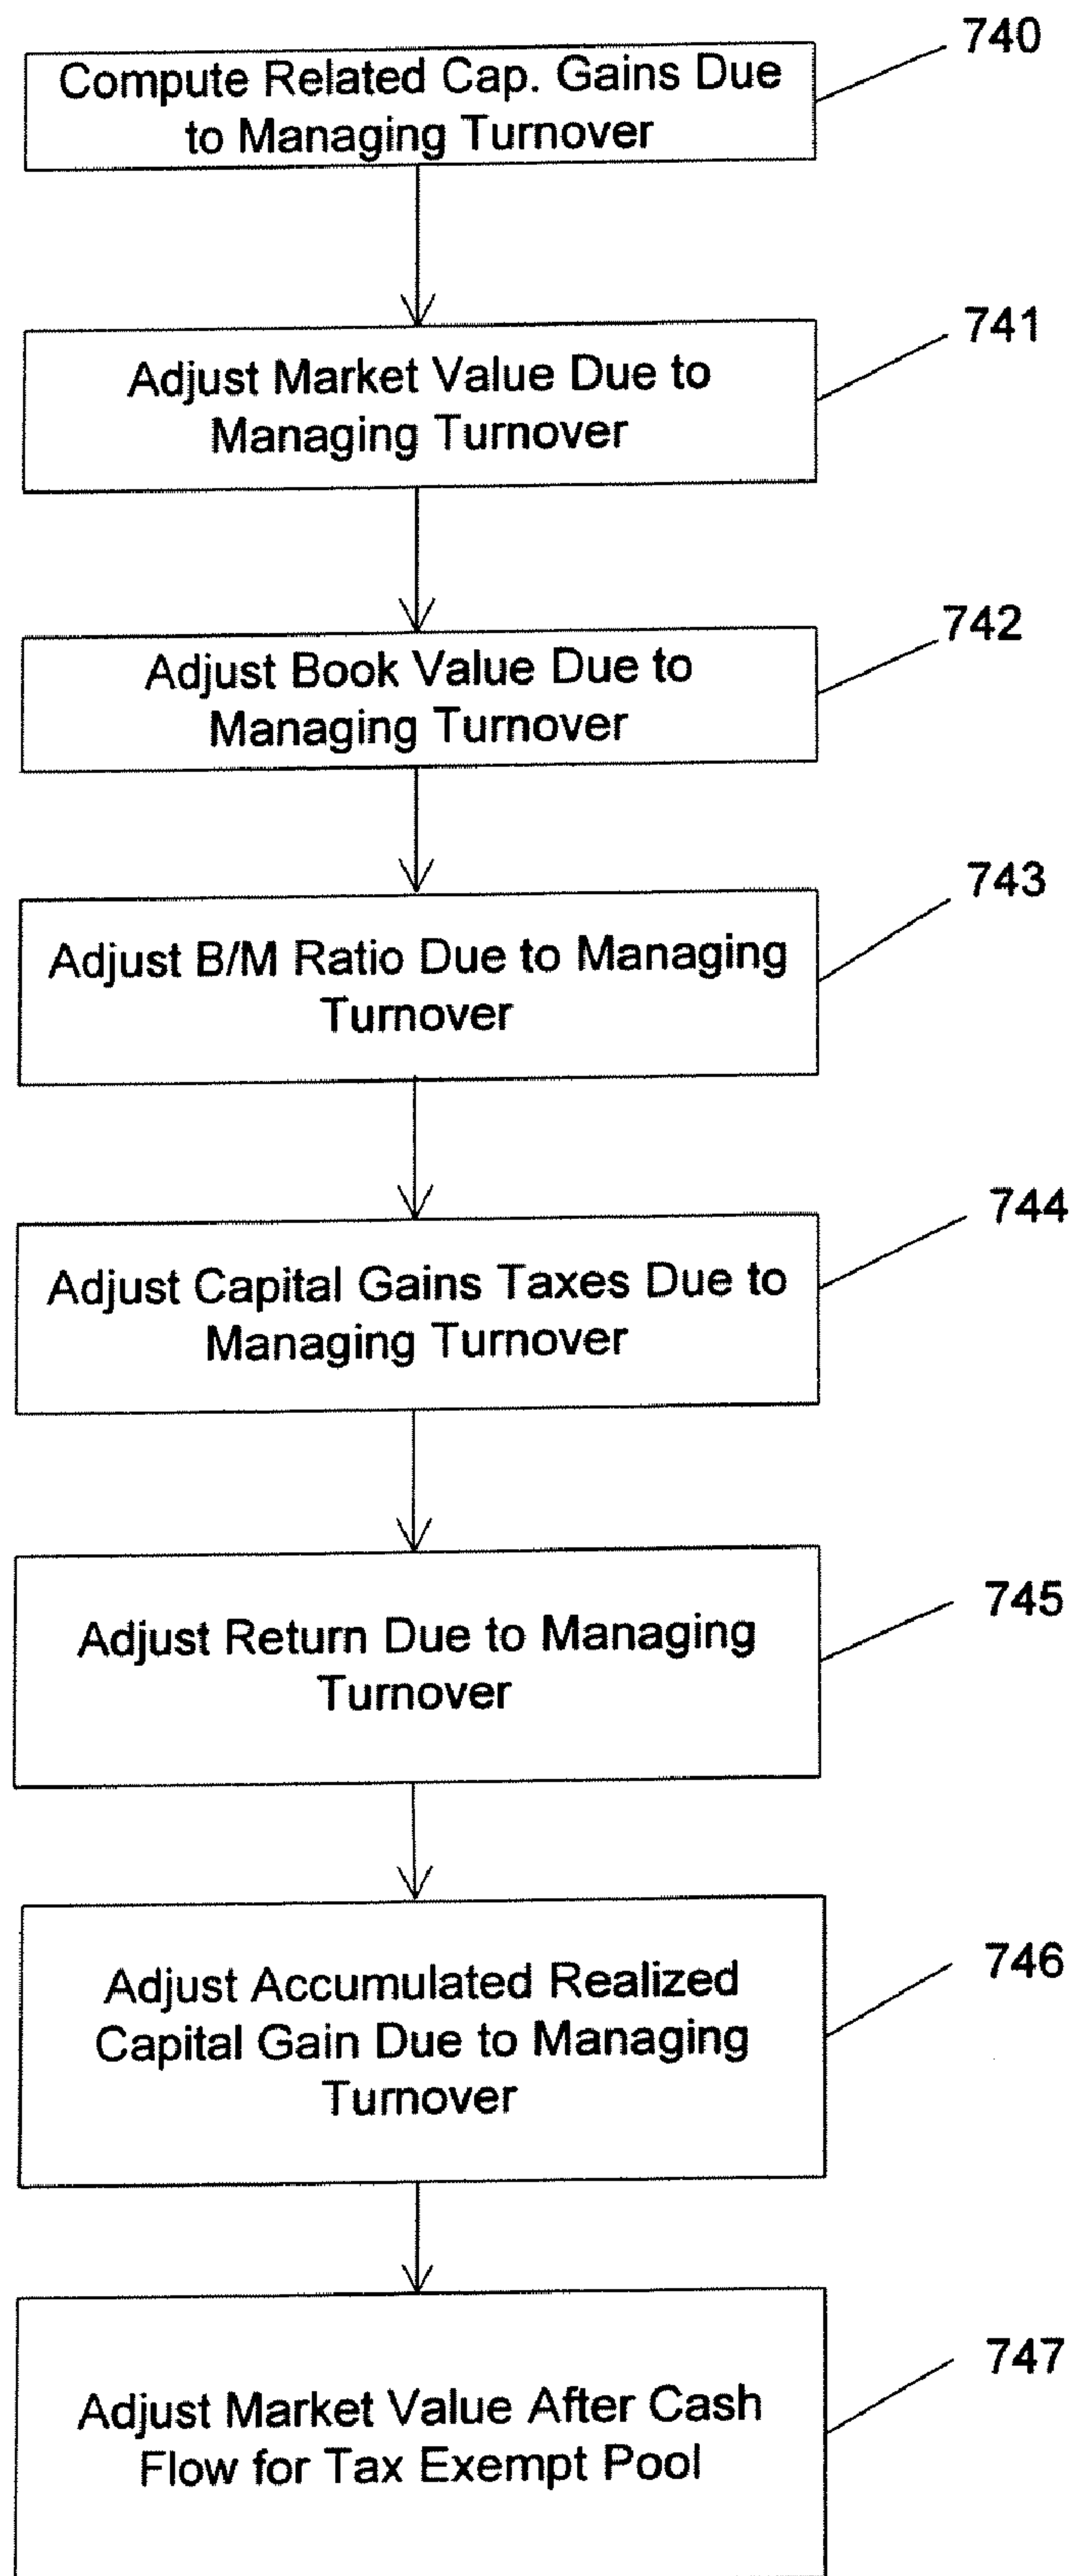 740
Compute Related Cap. Gains Due
to Managing Turnover
741
Adjust Market Value Due to
Managing Turnover
742
Adjust Book Value Due to
Managing Turnover
743
Adjust B/M Ratio Due to Managing
Turnover
744
Adjust Capital Gains Taxes Due to
Managing Turnover
745
Adjust Return Due to Managing
Turnover
746
Adjust Accumulated Realized
Capital Gain Due to Managing
Turnover
747
Adjust Market Value After Cash
Flow for Tax Exempt Pool